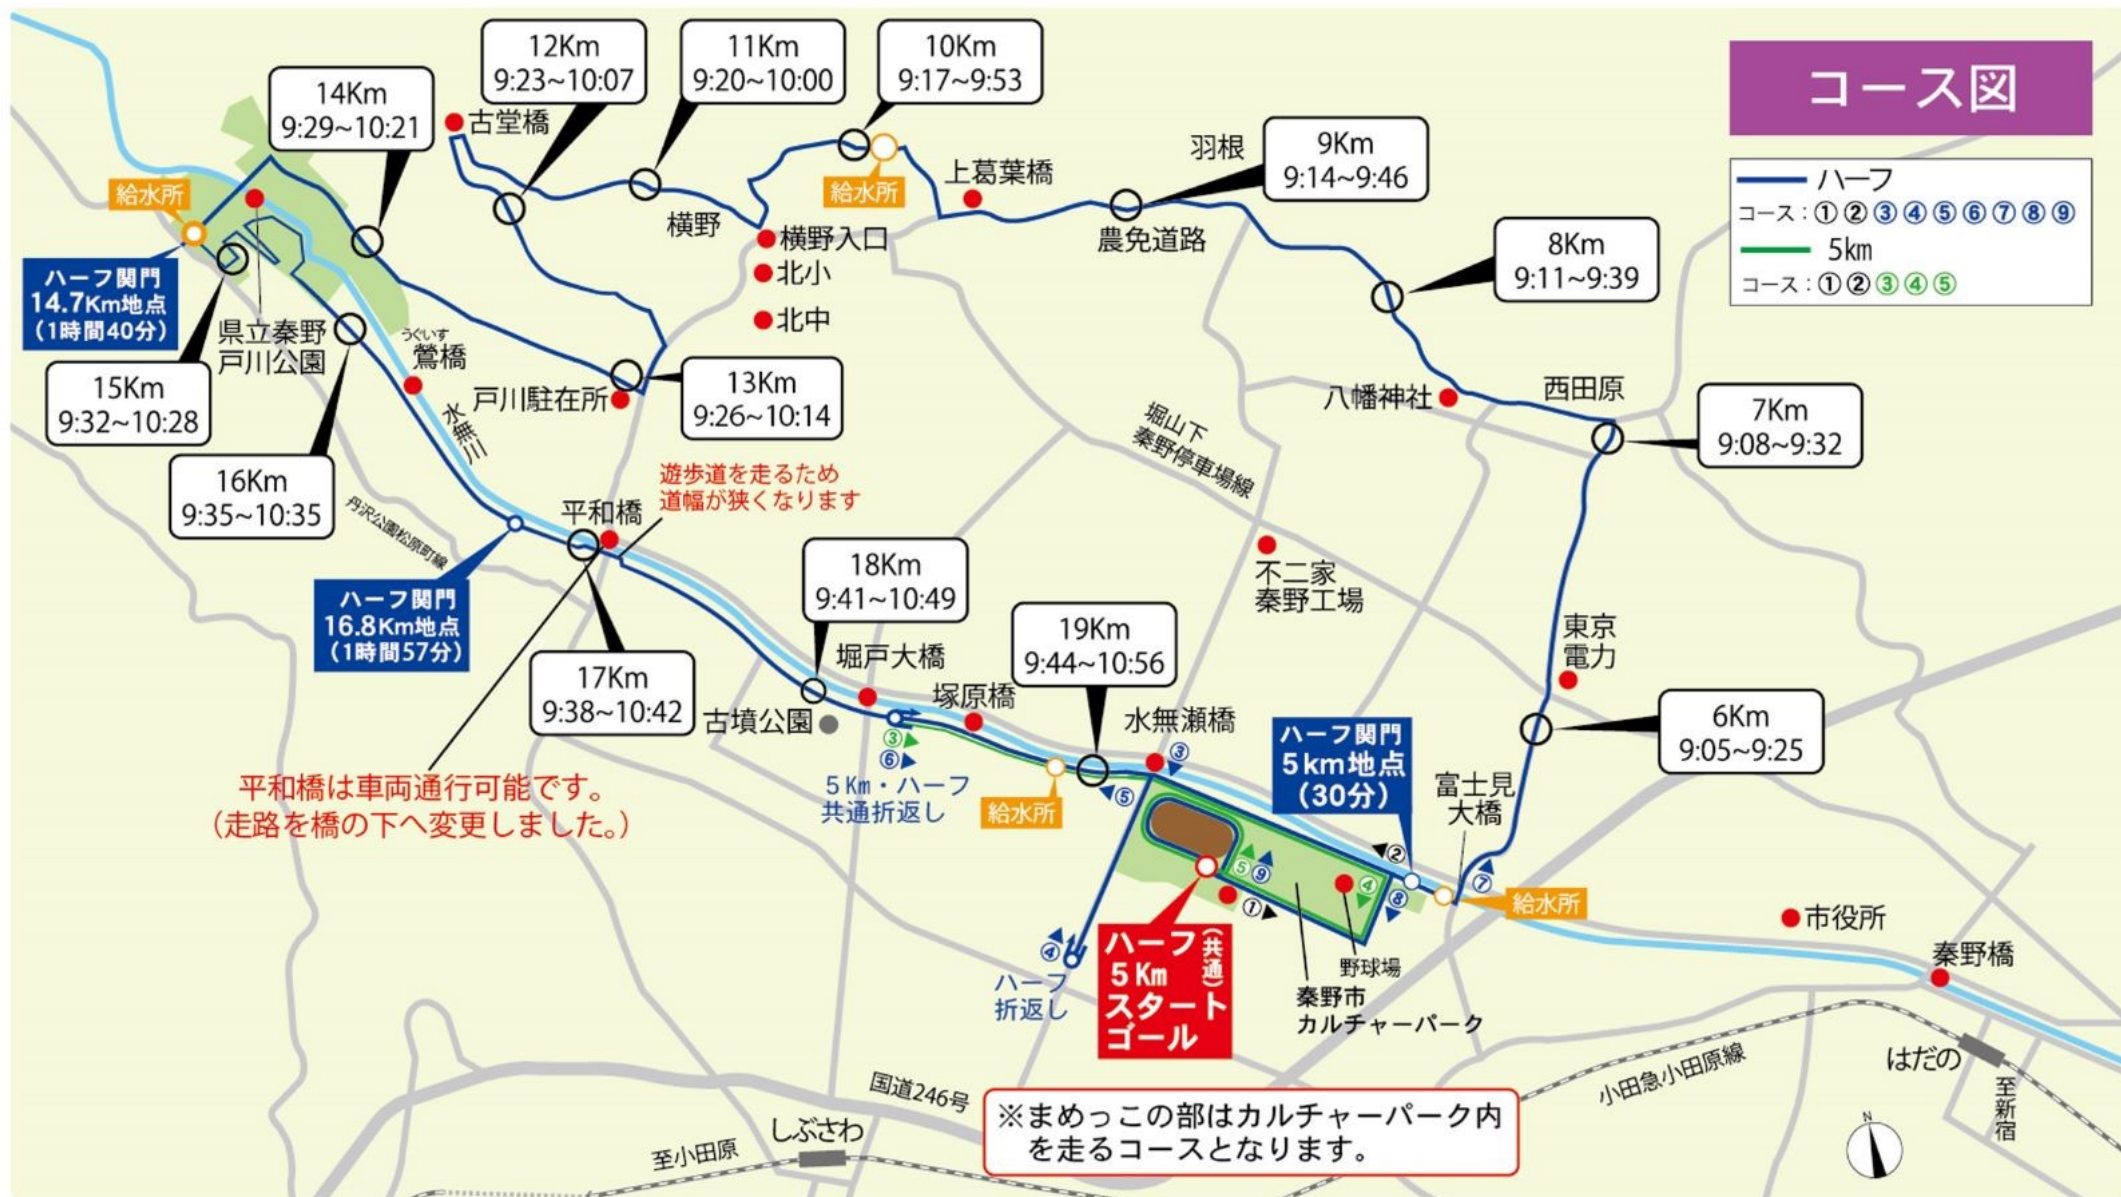 コース図
ハーフ
コース：①②③④⑤⑥⑦⑧⑨
5km
コース：①②③④⑤
12Km
9:23~10:07
11Km
9:20~10:00
10Km
9:17~9:53
14Km
9:29~10:21
古堂橋
羽根
9Km
9:14~9:46
上葛葉橋
給水所
給水所
横野
横野入口
農免道路
8Km
9:11~9:39
北小
北中
ハーフ関門
14.7Km地点
（1時間40分）
県立秦野
戸川公園
うぐいす
鶯橋
15Km
9:32~10:28
戸川駐在所
13Km
9:26~10:14
八幡神社
西田原
7Km
9:08~9:32
水無川
堀山下
秦野停車場線
16Km
9:35~10:35
遊歩道を走るため
道幅が狭くなります
丹沢公園松原町線
平和橋
ハーフ関門
16.8Km地点
（1時間57分）
18Km
9:41~10:49
不二家
秦野工場
19Km
9:44~10:56
東京
電力
17Km
9:38~10:42
堀戸大橋
塚原橋
古墳公園
水無瀬橋
6Km
9:05~9:25
ハーフ関門
5km地点
（30分）
富士見
大橋
③
⑥
5Km・ハーフ
共通折返し
給水所
③
⑤
平和橋は車両通行可能です。
（走路を橋の下へ変更しました。）
②
⑤⑨
④
⑧
⑦
①
給水所
市役所
秦野橋
④
ハーフ
折返し
ハーフ
5Km
（共通）
スタート
ゴール
野球場
秦野市
カルチャーパーク
はだの
至新宿
小田急小田原線
国道246号
※まめっこの部はカルチャーパーク内
を走るコースとなります。
しぶさわ
至小田原
N